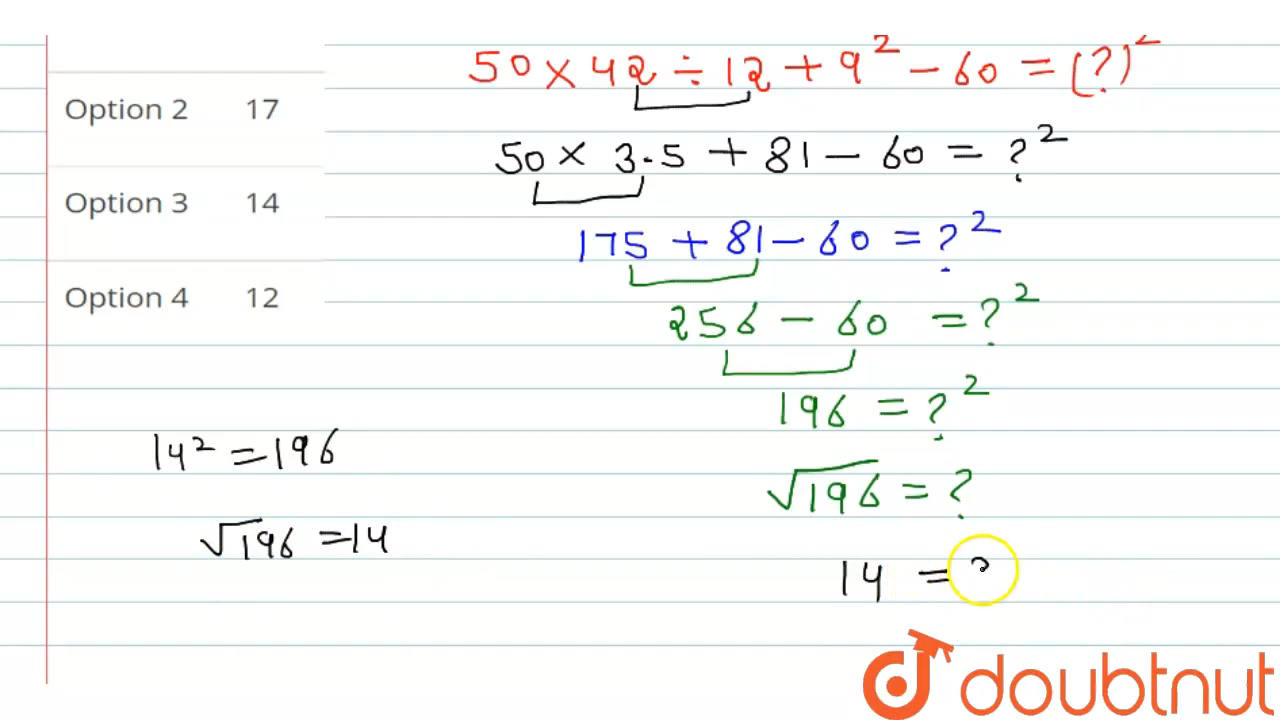 50 × 42 ÷ 12 + 9² − 60 = (?)²
Option 2 17
50 × 3.5 + 81 − 60 = ?²
Option 3 14
175 + 81 − 60 = ?²
Option 4 12
256 − 60 = ?²
196 = ?²
14² = 196
√196 = ?
√196 = 14
14 = ?
doubtnut